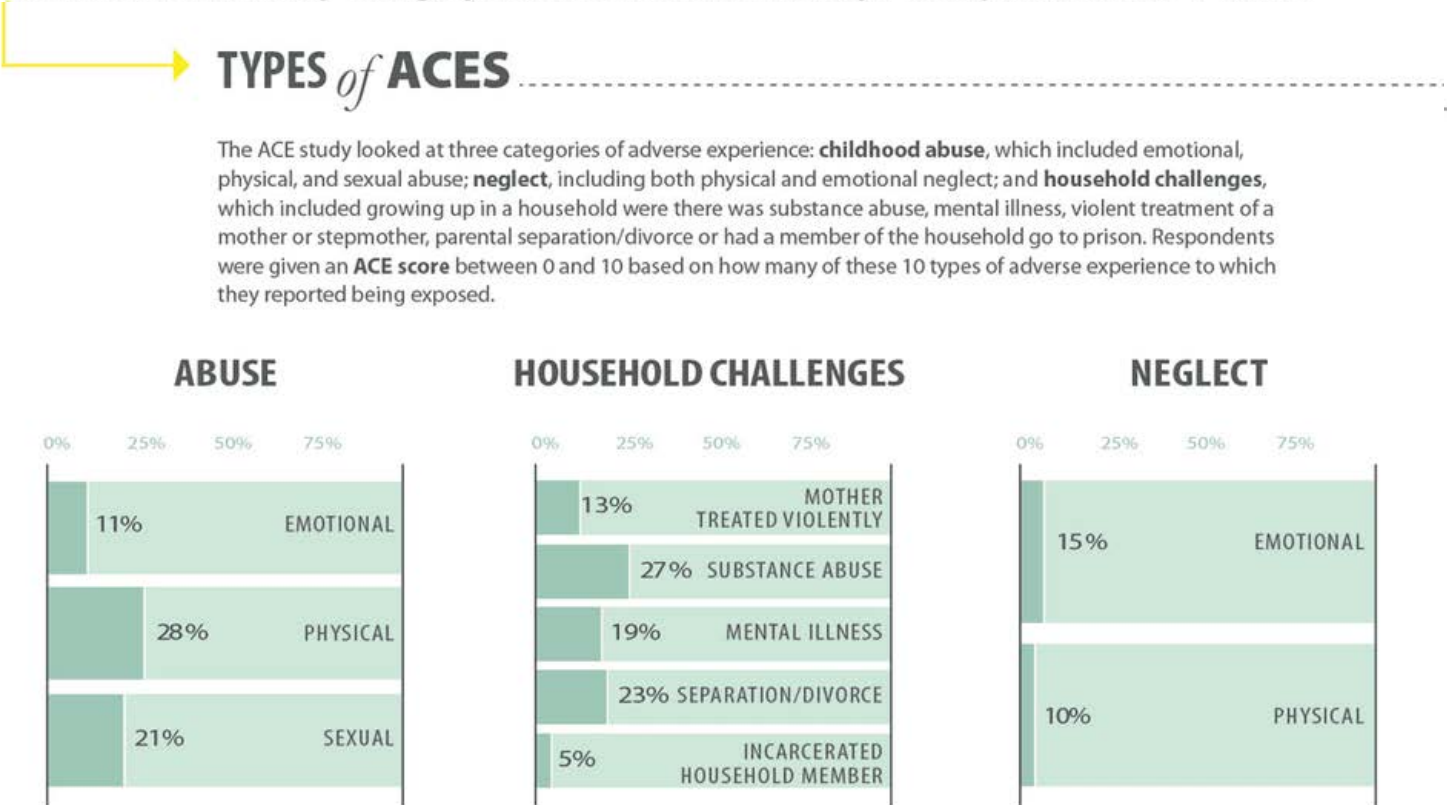 TYPES of ACES
The ACE study looked at three categories of adverse experience: childhood abuse, which included emotional,
physical, and sexual abuse; neglect, including both physical and emotional neglect; and household challenges,
which included growing up in a household were there was substance abuse, mental illness, violent treatment of a
mother or stepmother, parental separation/divorce or had a member of the household go to prison. Respondents
were given an ACE score between 0 and 10 based on how many of these 10 types of adverse experience to which
they reported being exposed.
ABUSE
0% 25% 50% 75%
11% EMOTIONAL
28% PHYSICAL
21% SEXUAL
HOUSEHOLD CHALLENGES
0% 25% 50% 75%
13% MOTHER
TREATED VIOLENTLY
27% SUBSTANCE ABUSE
19% MENTAL ILLNESS
23% SEPARATION/DIVORCE
5% INCARCERATED
HOUSEHOLD MEMBER
NEGLECT
0% 25% 50% 75%
15% EMOTIONAL
10% PHYSICAL